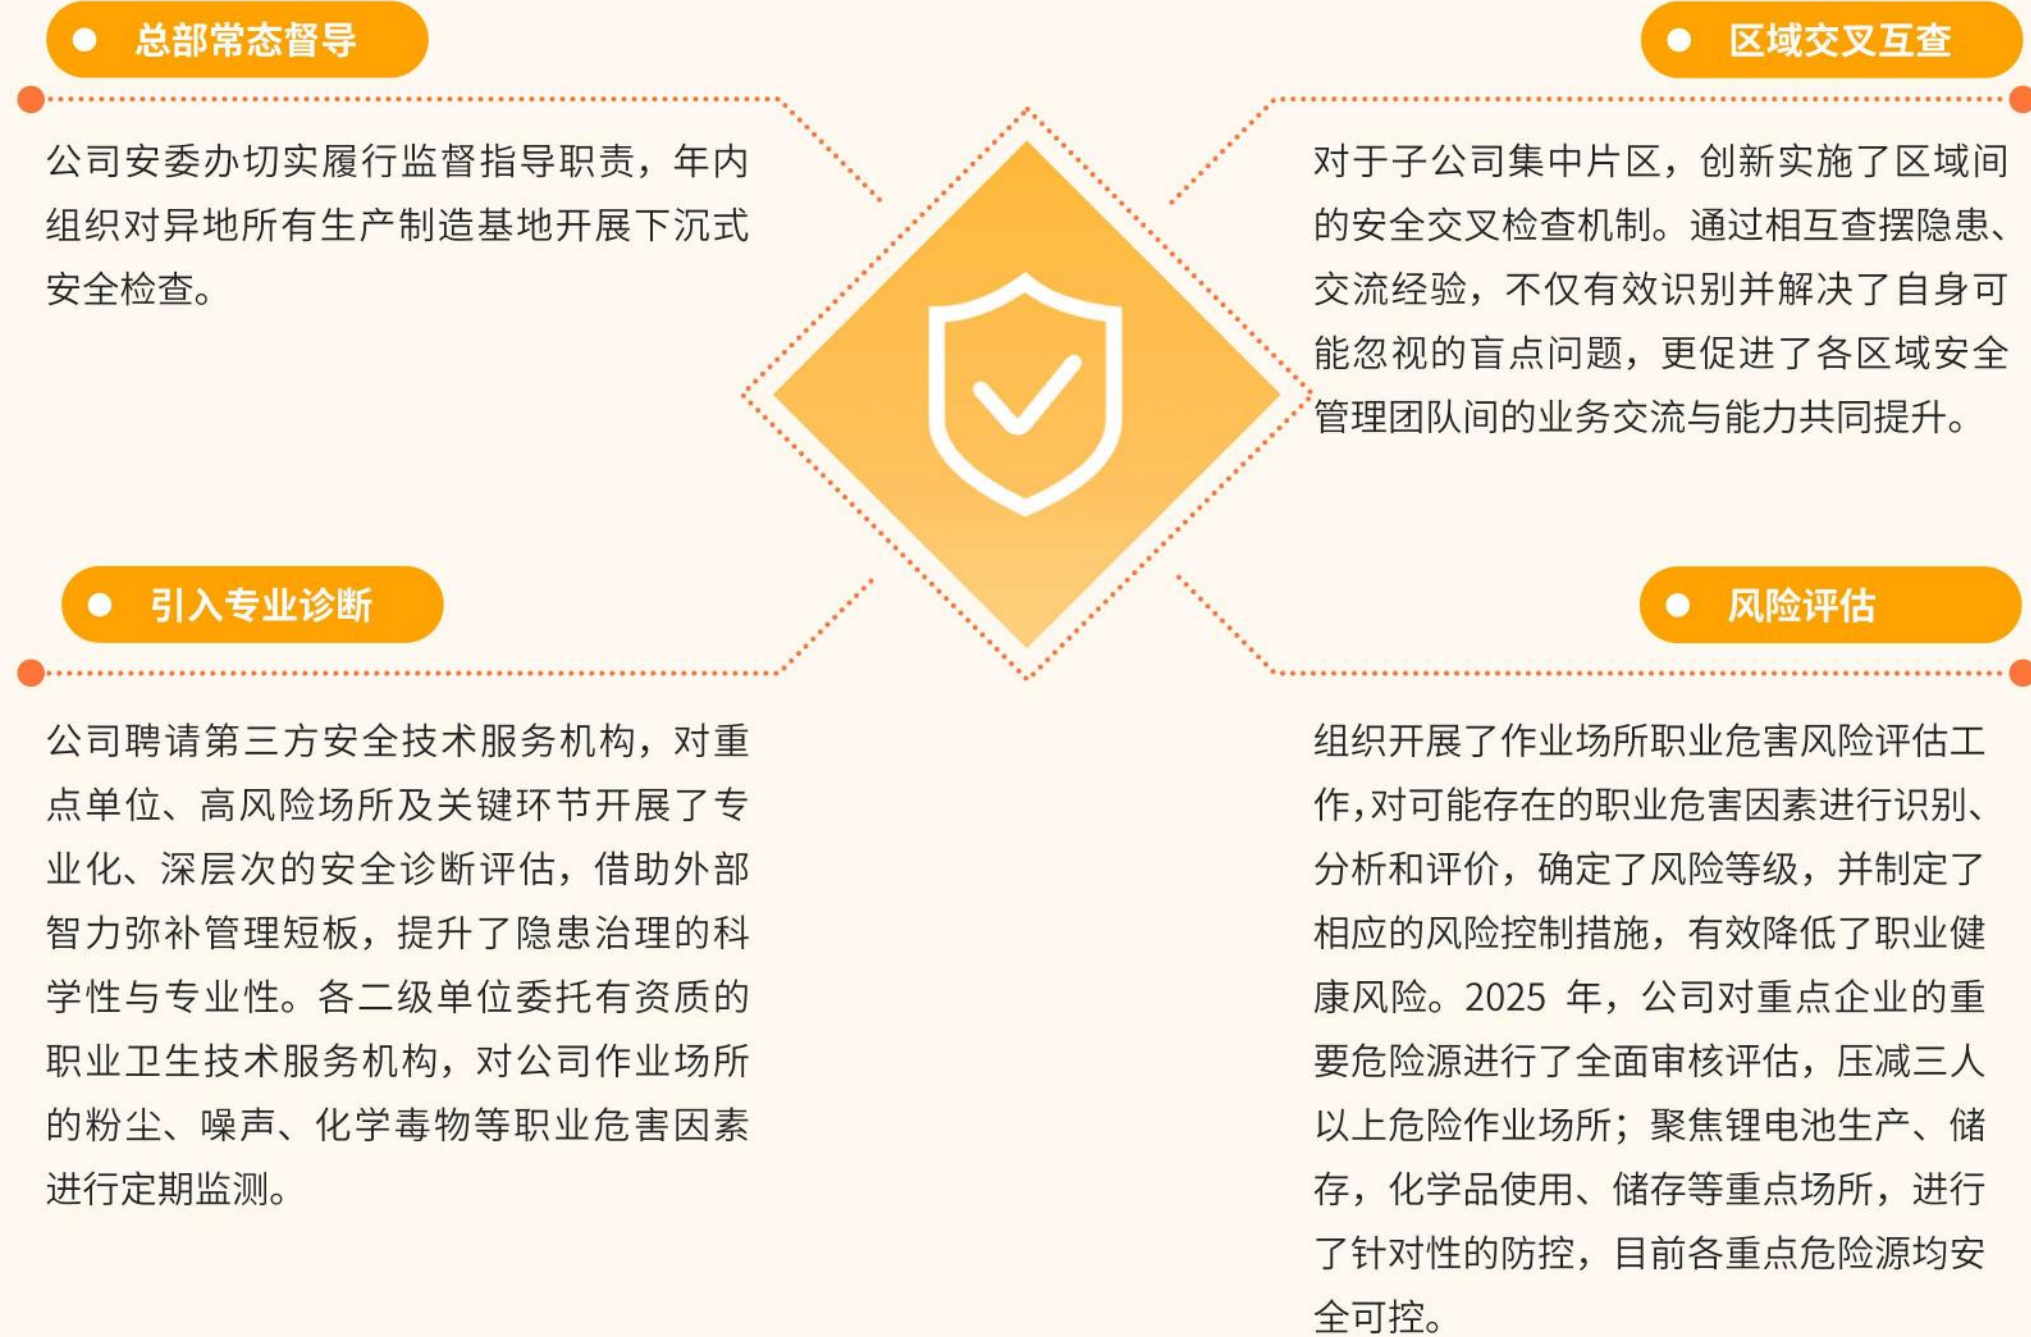 总部常态督导
公司安委办切实履行监督指导职责，年内
组织对异地所有生产制造基地开展下沉式
安全检查。
区域交叉互查
对于子公司集中片区，创新实施了区域间
的安全交叉检查机制。通过相互查摆隐患、
交流经验，不仅有效识别并解决了自身可
能忽视的盲点问题，更促进了各区域安全
管理团队间的业务交流与能力共同提升。
引入专业诊断
公司聘请第三方安全技术服务机构，对重
点单位、高风险场所及关键环节开展了专
业化、深层次的安全诊断评估，借助外部
智力弥补管理短板，提升了隐患治理的科
学性与专业性。各二级单位委托有资质的
职业卫生技术服务机构，对公司作业场所
的粉尘、噪声、化学毒物等职业危害因素
进行定期监测。
风险评估
组织开展了作业场所职业危害风险评估工
作，对可能存在的职业危害因素进行识别、
分析和评价，确定了风险等级，并制定了
相应的风险控制措施，有效降低了职业健
康风险。2025 年，公司对重点企业的重
要危险源进行了全面审核评估，压减三人
以上危险作业场所；聚焦锂电池生产、储
存，化学品使用、储存等重点场所，进行
了针对性的防控，目前各重点危险源均安
全可控。